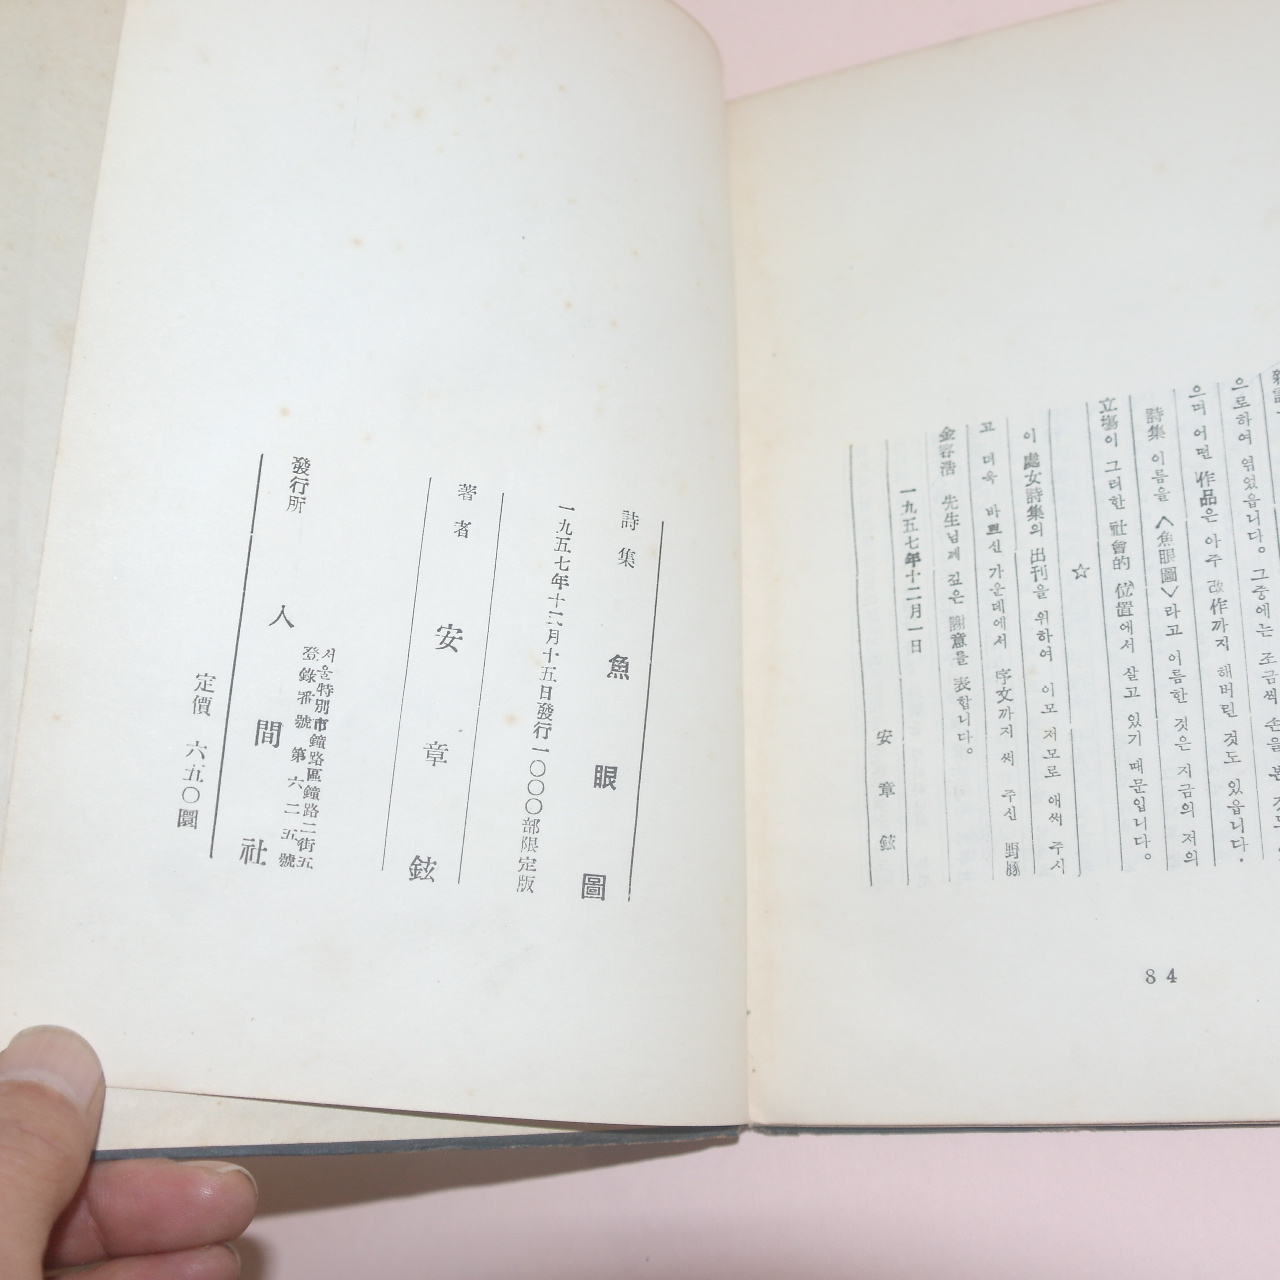 으로하여 엮었읍니다。그중에는 조금씩 손을 본 것도
으며 어떤 作品은 아주 改作까지 해버린 것도 있읍니다.
詩集 이름을 <魚眼圖>라고 이름한 것은 지금의 저의
立場이 그러한 社會的 位置에서 살고 있기 때문입니다。
☆
이 處女詩集의 出刊을 위하여 이모 저모로 애써 주시
고 더욱 바쁘신 가운데에서 序文까지 써 주신 野豚
金容浩 先生님께 깊은 謝意를 表합니다。
一九五七年十二月一日
安章鉉
84
詩集 魚眼圖
一九五七年十二月十五日發行一〇〇〇部限定版
著者 安章鉉
서울特別市鐘路區鐘路二街五
登錄番號 第六二五號
發行所 人間社
定價 六五〇圜